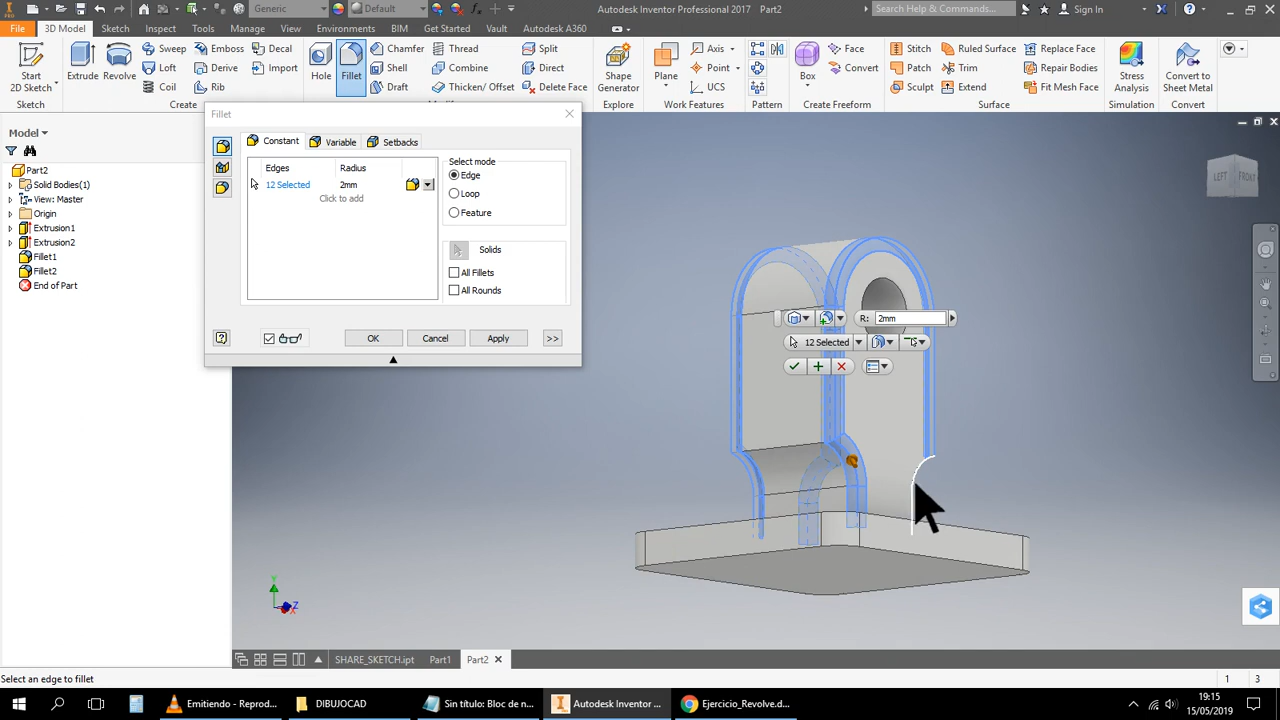 Generic
Default
Autodesk Inventor Professional 2017 Part2
Search Help & Commands...
Sign In
File 3D Model Sketch Inspect Tools Manage View Environments BIM Get Started Vault Autodesk A360
Start
2D Sketch
Sketch
Extrude
Revolve
Sweep
Emboss
Decal
Loft
Derive
Import
Coil
Rib
Create
Hole
Fillet
Chamfer
Thread
Split
Shell
Combine
Direct
Draft
Thicken/ Offset
Delete Face
Shape
Generator
Explore
Plane
Axis
Point
UCS
Work Features
Pattern
Box
Face
Convert
Create Freeform
Stitch
Ruled Surface
Replace Face
Patch
Trim
Repair Bodies
Sculpt
Extend
Fit Mesh Face
Surface
Stress
Analysis
Simulation
Convert to
Sheet Metal
Convert
Model
Part2
Solid Bodies(1)
View: Master
Origin
Extrusion1
Extrusion2
Fillet1
Fillet2
End of Part
Fillet
Constant Variable Setbacks
Edges Radius
12 Selected 2mm
Click to add
Select mode
Edge
Loop
Feature
Solids
All Fillets
All Rounds
OK Cancel Apply >>
LEFT FRONT
R: 2mm
12 Selected
Y
Z
SHARE_SKETCH.ipt Part1 Part2
Select an edge to fillet 1 3
Emitiendo - Reprod...
DIBUJOCAD
Sin título: Bloc de n...
Autodesk Inventor ...
Ejercicio_Revolve.d...
19:15
15/05/2019